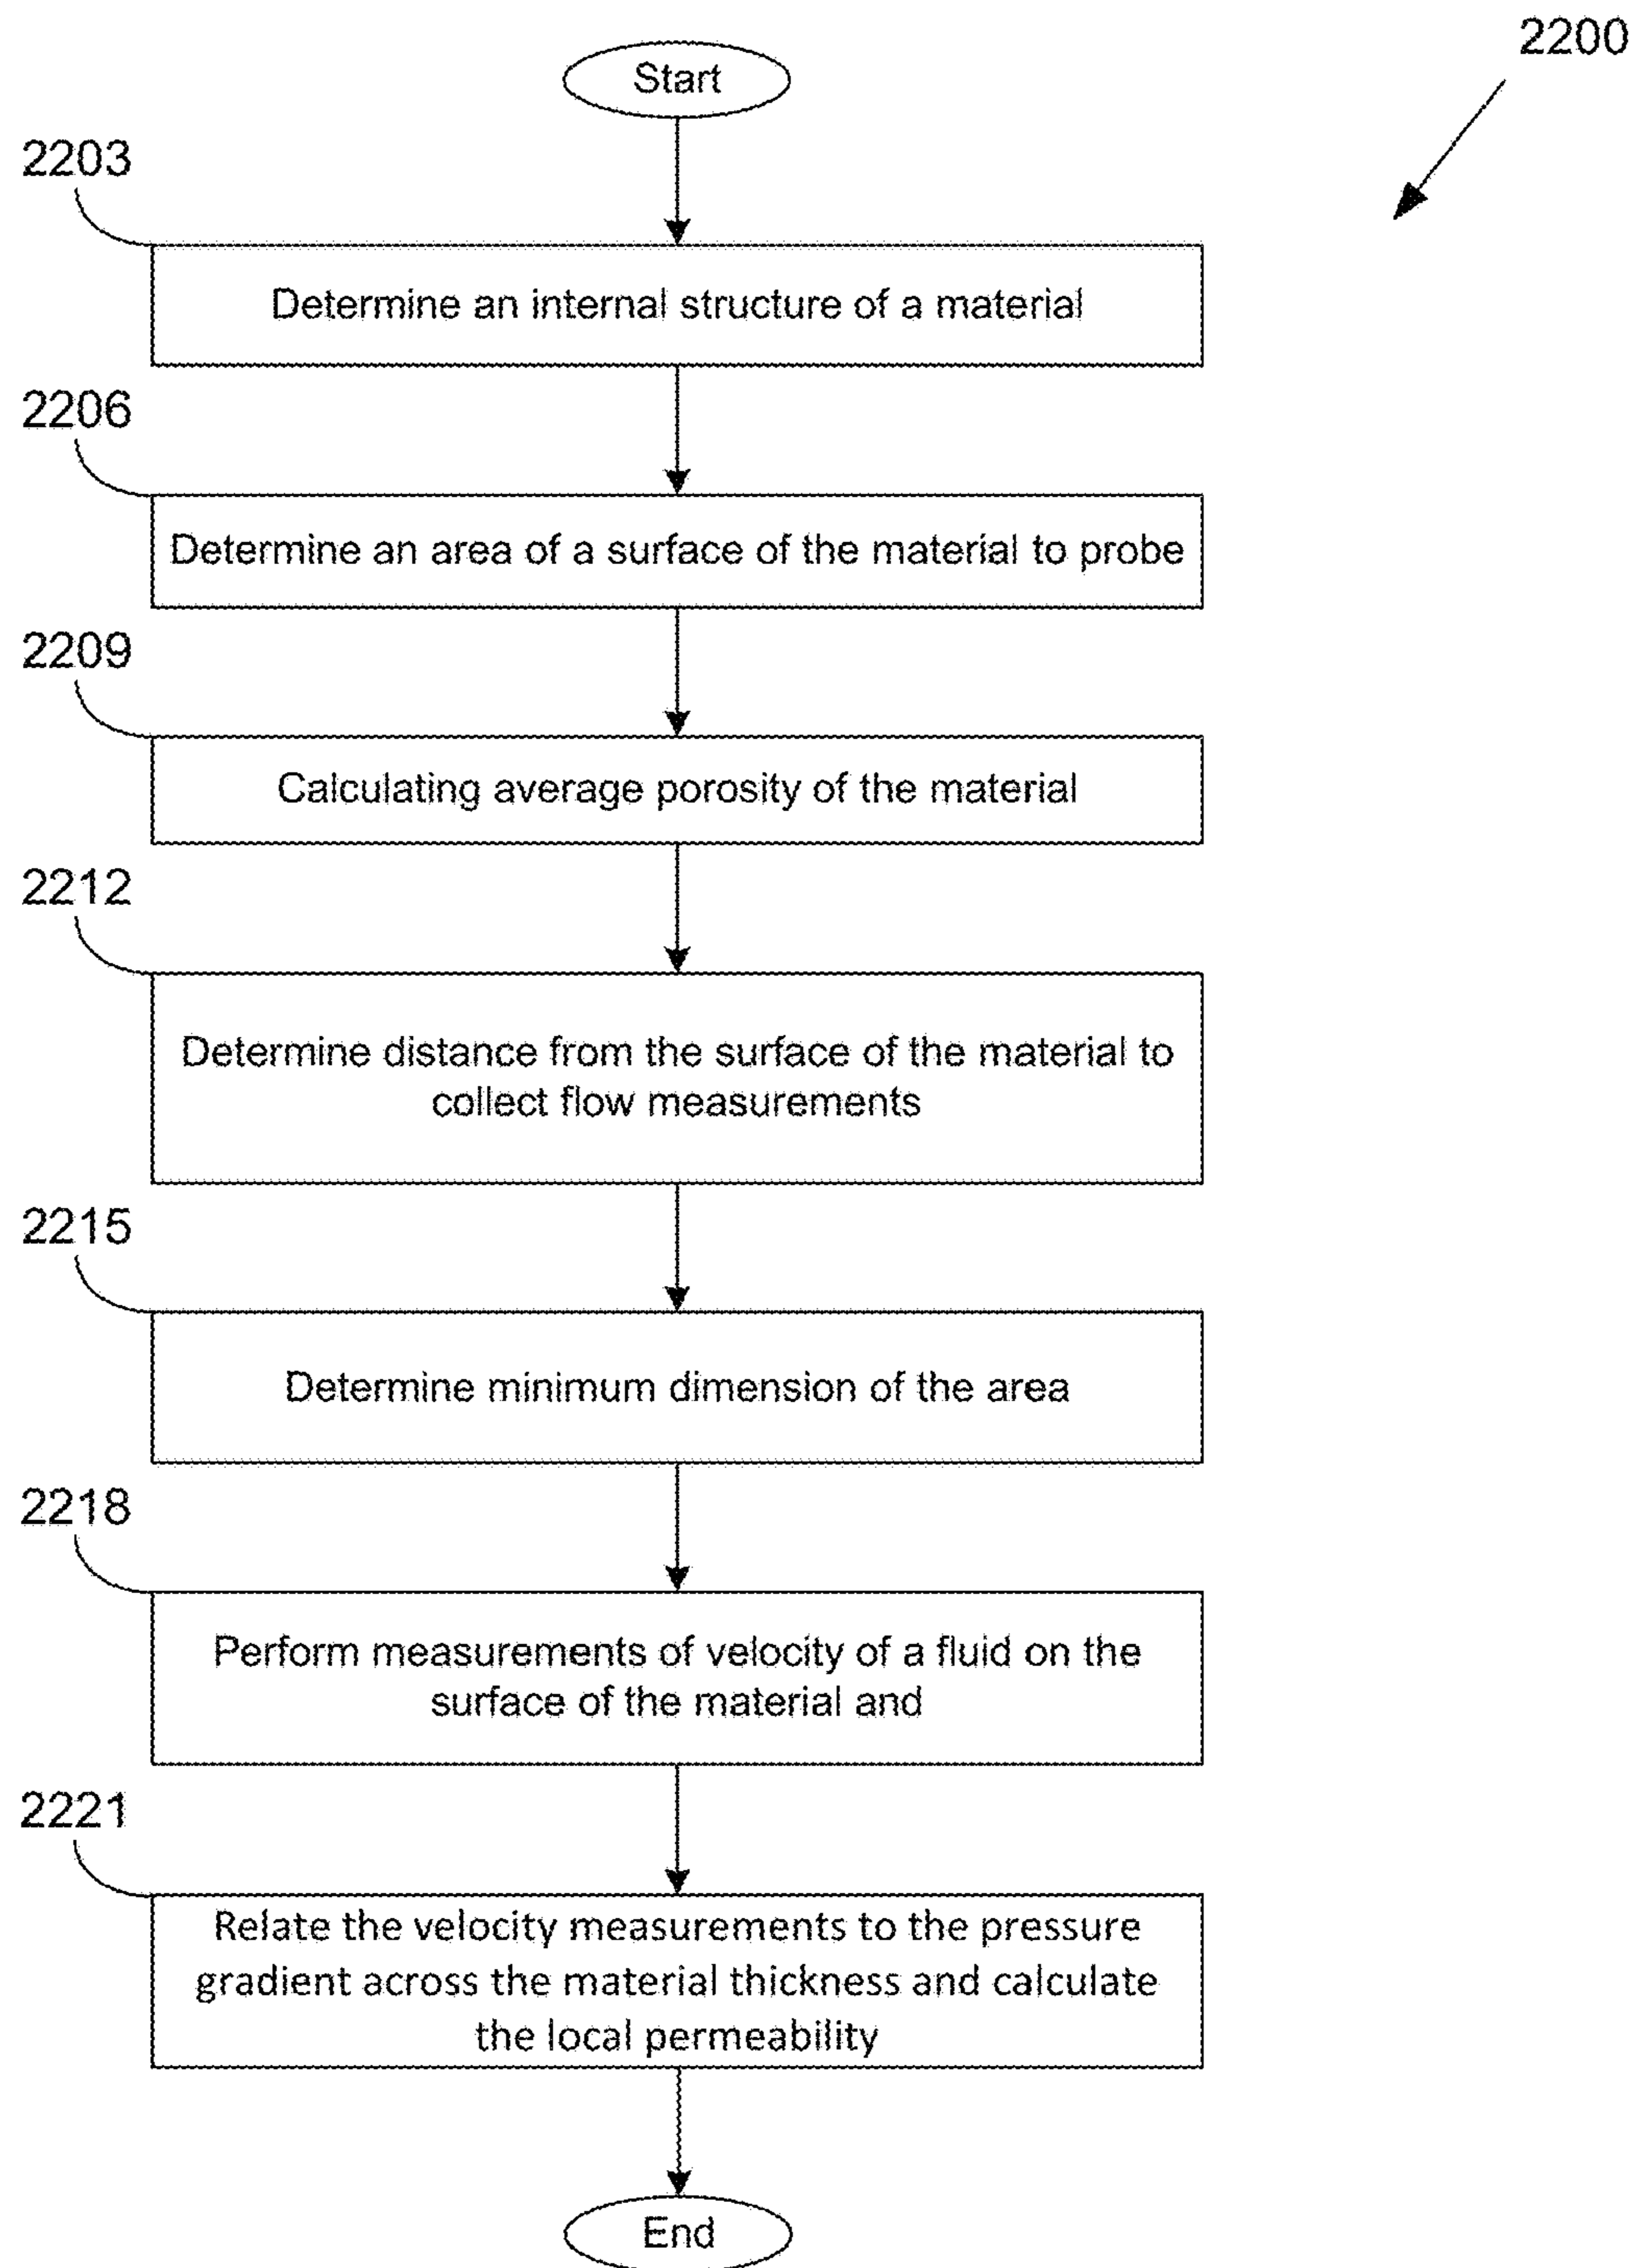 2200
Start
2203
Determine an internal structure of a material
2206
Determine an area of a surface of the material to probe
2209
Calculating average porosity of the material
2212
Determine distance from the surface of the material to
collect flow measurements
2215
Determine minimum dimension of the area
2218
Perform measurements of velocity of a fluid on the
surface of the material and
2221
Relate the velocity measurements to the pressure
gradient across the material thickness and calculate
the local permeability
End